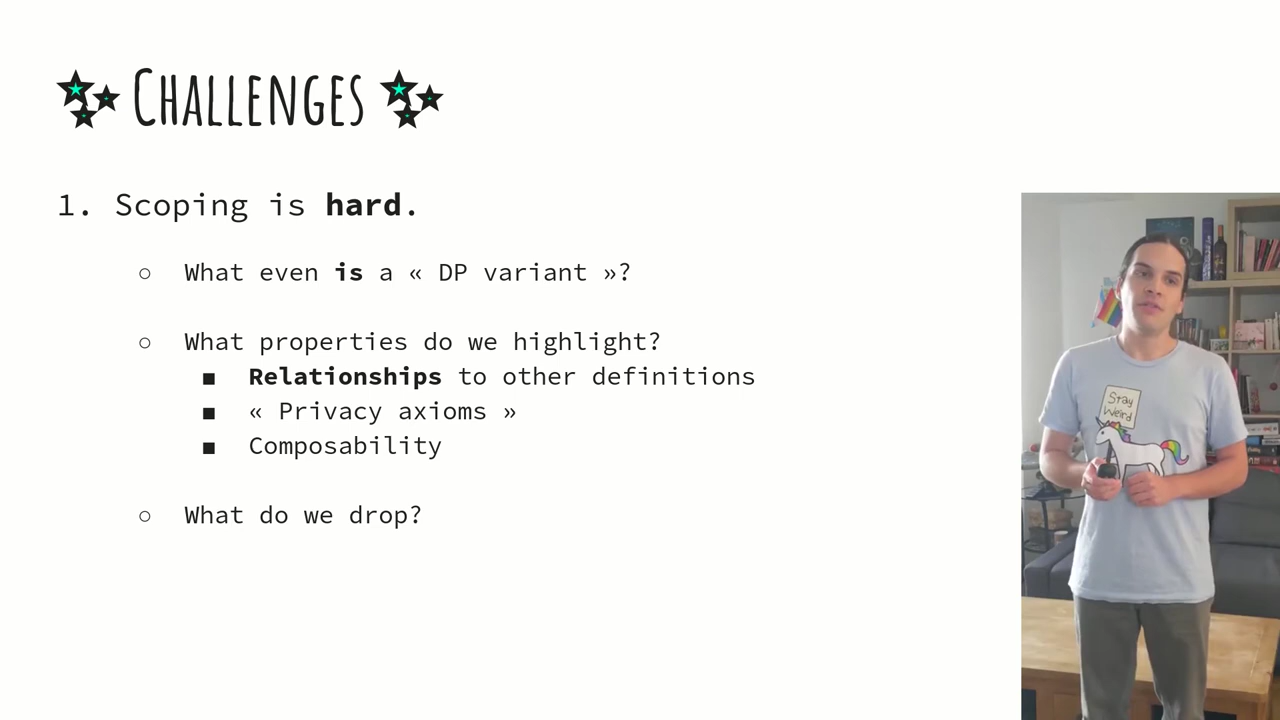 Challenges
1. Scoping is hard.
○ What even is a « DP variant »?
○ What properties do we highlight?
■ Relationships to other definitions
■ « Privacy axioms »
■ Composability
○ What do we drop?
Stay
Weird